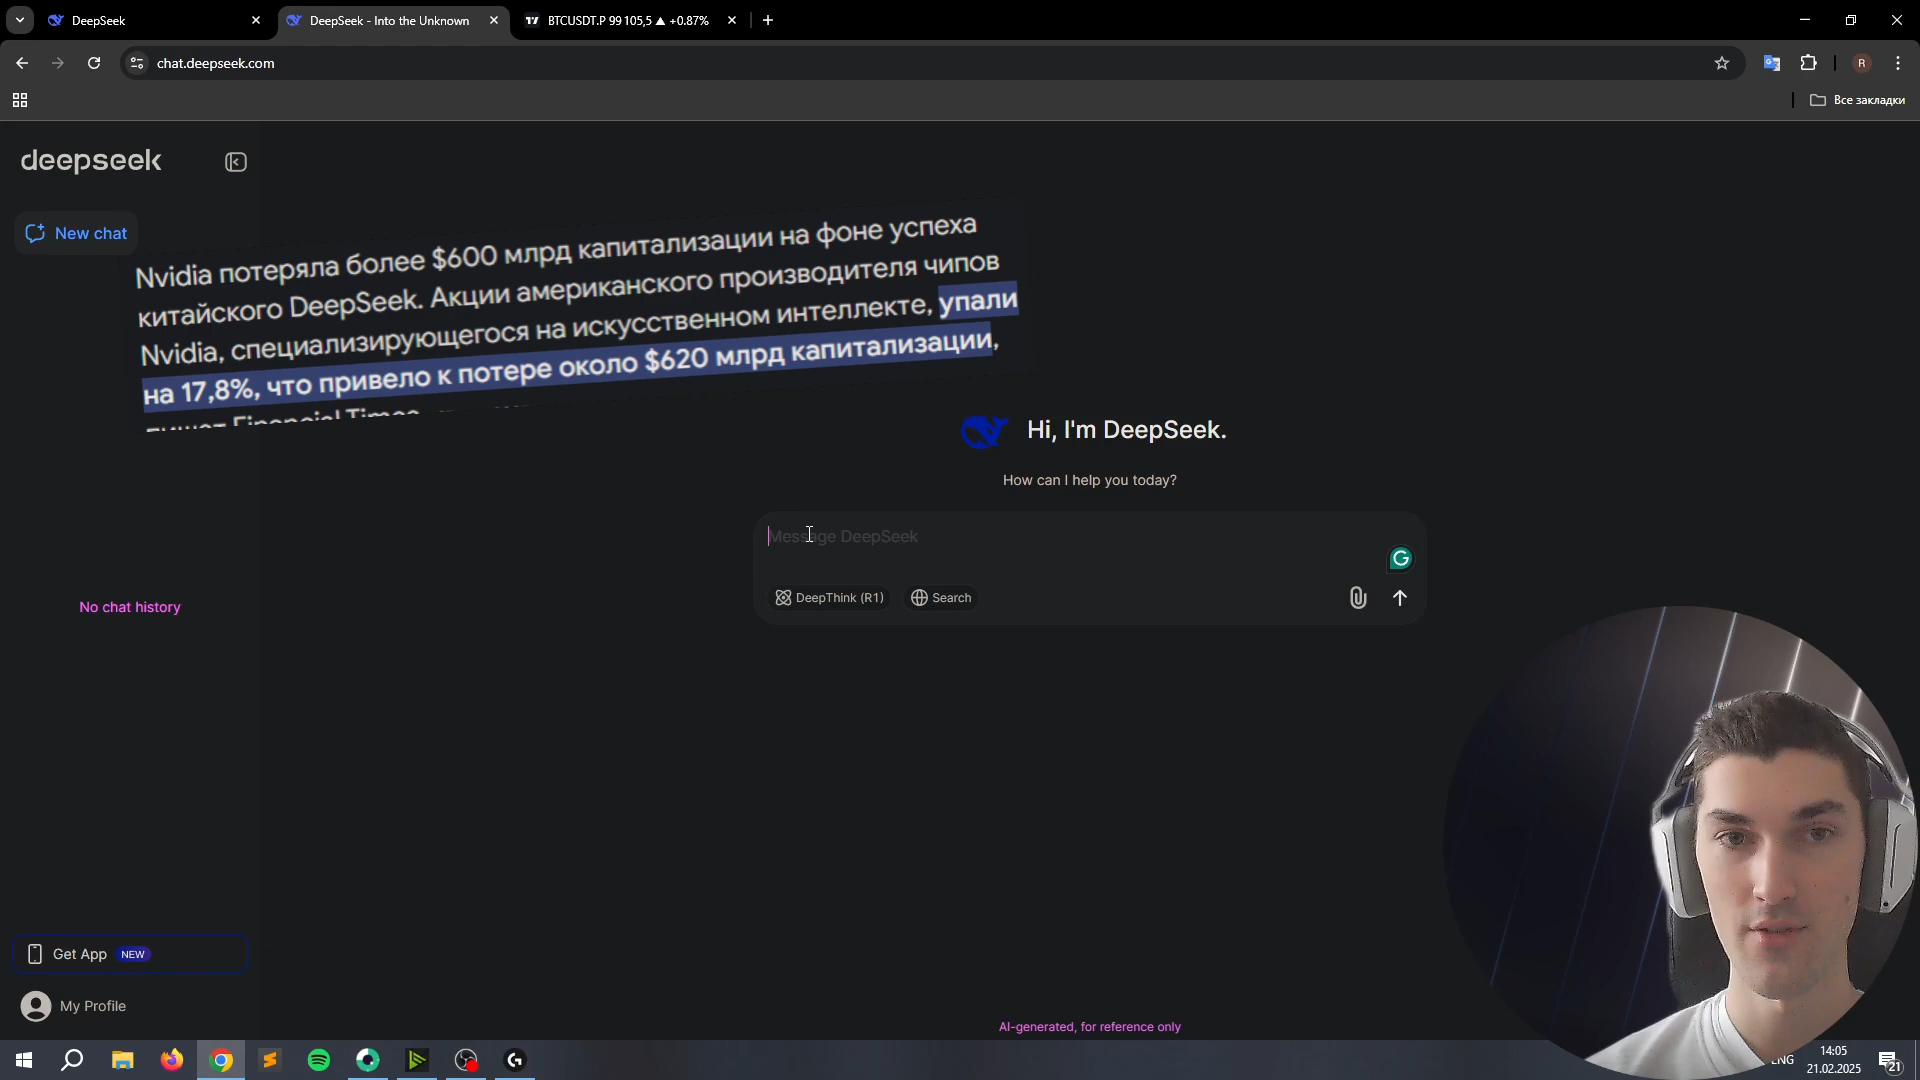 DeepSeek
DeepSeek - Into the Unknown
BTCUSDT.P 99 105,5 ▲ +0.87%
chat.deepseek.com
R
Все закладки
deepseek
New chat
Nvidia потеряла более $600 млрд капитализации на фоне успеха
китайского DeepSeek. Акции американского производителя чипов
Nvidia, специализирующегося на искусственном интеллекте, упали
на 17,8%, что привело к потере около $620 млрд капитализации,
пишет Financial Times
Hi, I'm DeepSeek.
How can I help you today?
Message DeepSeek
DeepThink (R1)
Search
No chat history
Get App NEW
My Profile
AI-generated, for reference only
ENG
14:05
21.02.2025
21